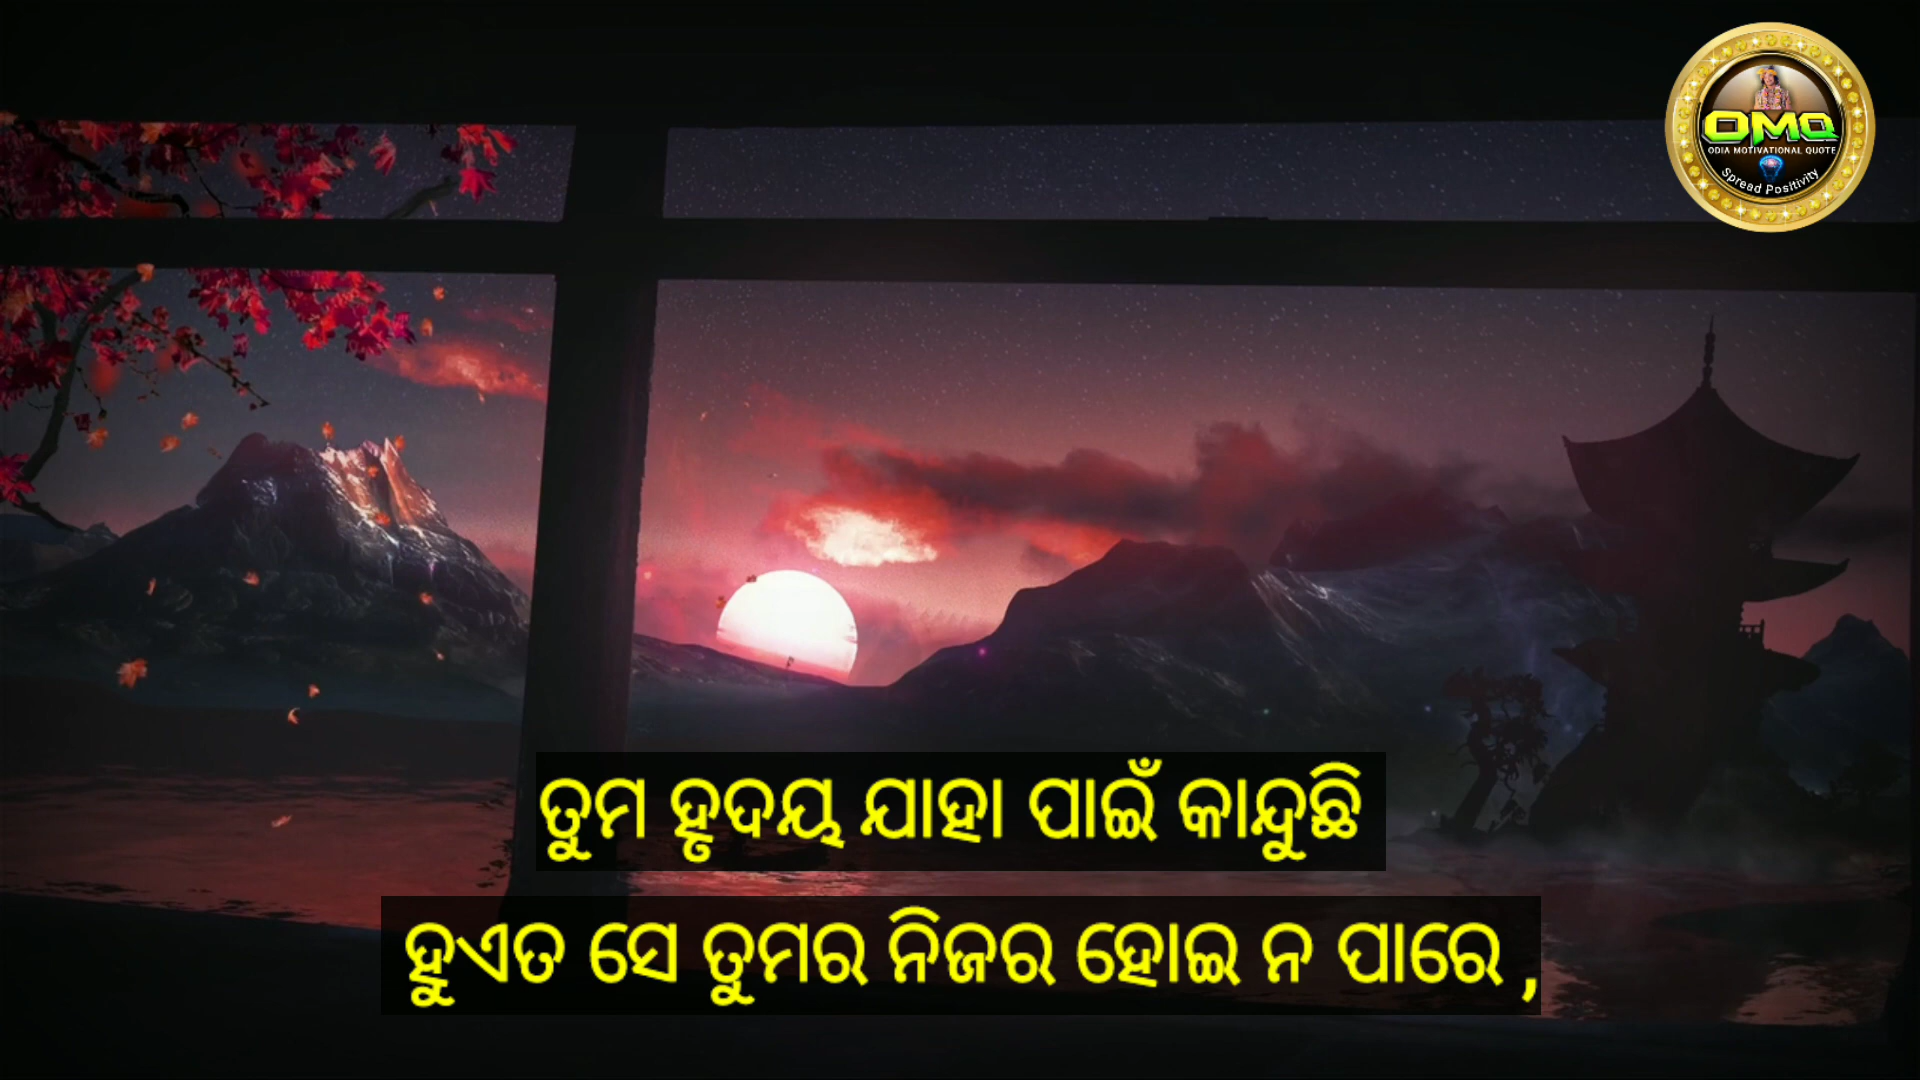 OMQ
ODIA MOTIVATIONAL QUOTE
Spread Positivity
ତୁମ ହୃଦୟ ଯାହା ପାଇଁ କାନ୍ଦୁଛି
ହୁଏତ ସେ ତୁମର ନିଜର ହୋଇ ନ ପାରେ ,